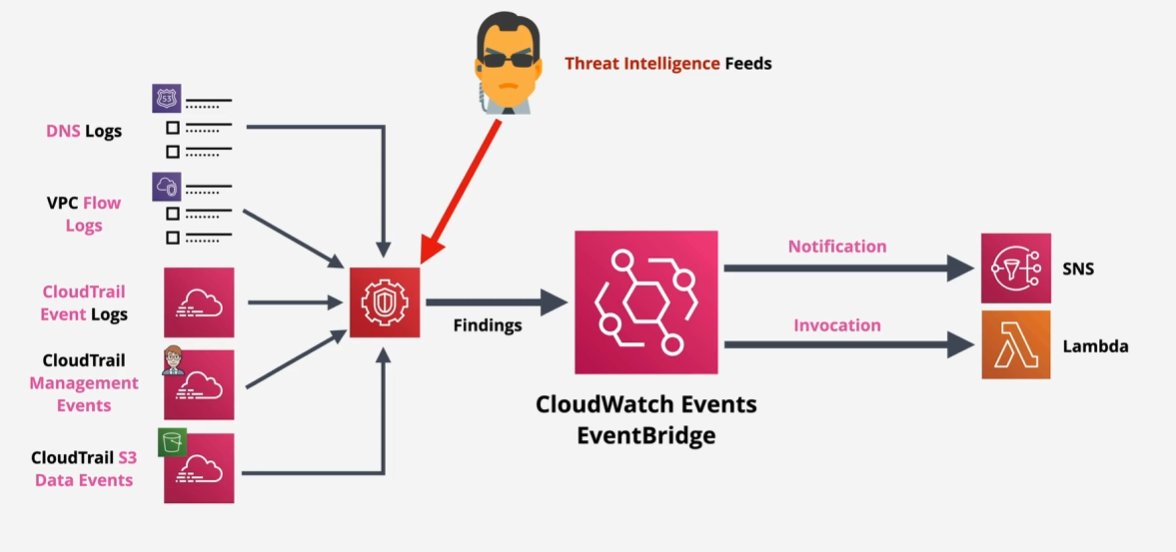 Threat Intelligence Feeds
53
DNS Logs
VPC Flow
Logs
CloudTrail
Event Logs
CloudTrail
Management
Events
CloudTrail S3
Data Events
Findings
CloudWatch Events
EventBridge
Notification
SNS
Invocation
Lambda